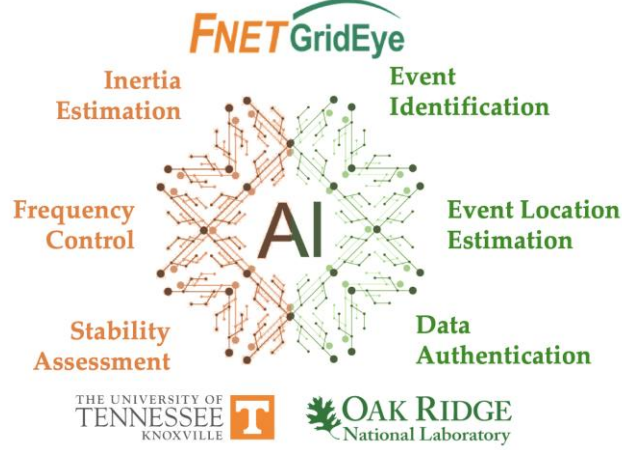 FNET GridEye
Inertia
Estimation
Event
Identification
Frequency
Control
AI
Event Location
Estimation
Stability
Assessment
Data
Authentication
THE UNIVERSITY OF
TENNESSEE
KNOXVILLE
T
OAK RIDGE
National Laboratory